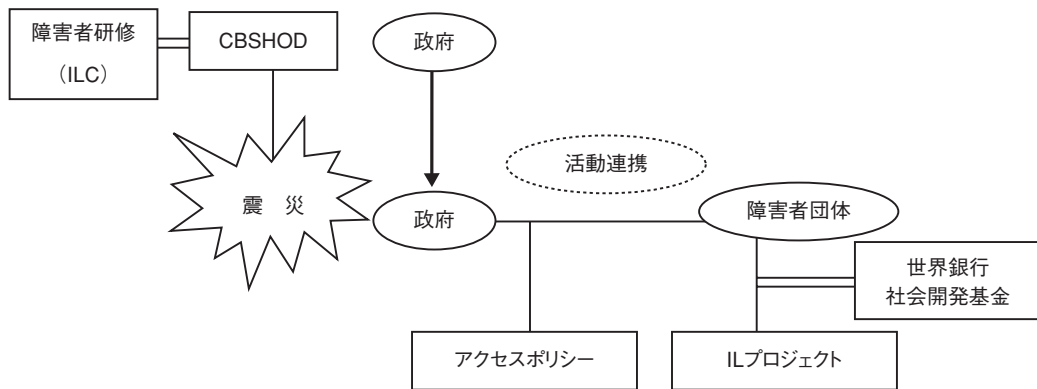 障害者研修
（ILC）
CBSHOD
政府
活動連携
震　災
政府
障害者団体
世界銀行
社会開発基金
アクセスポリシー
ILプロジェクト